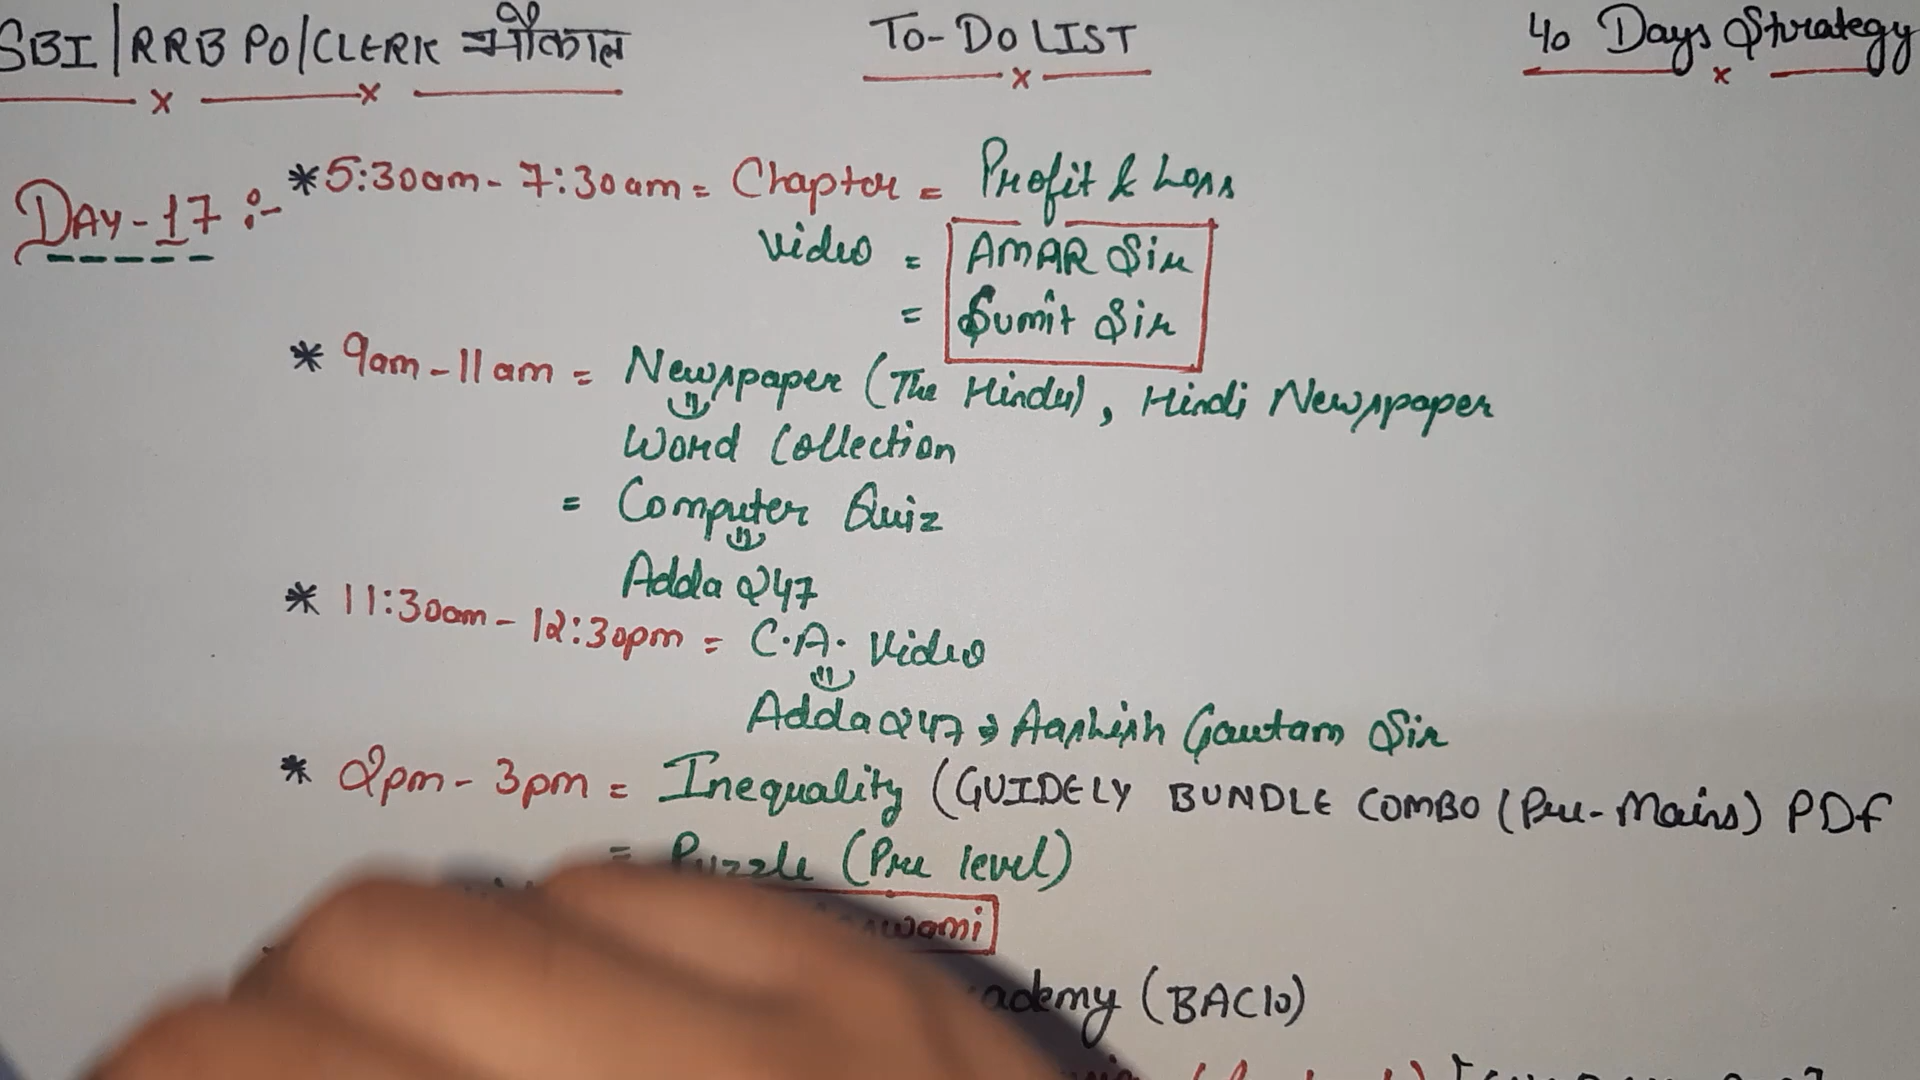 SBI/RRB PO/CLERK भौकाल
TO-DO LIST
40 Days Strategy
DAY-17 :-
* 5:30am - 7:30am = Chapter = Profit & Loss
Video = AMAR Sir
= Sumit Sir
* 9am - 11am = Newspaper (The Hindu), Hindi Newspaper
Word Collection
= Computer Quiz
Adda 247
* 11:30am - 12:30pm = C.A. Video
Adda247 → Aashish Gautam Sir
* 2pm - 3pm = Inequality (GUIDELY BUNDLE COMBO (Pre-Mains) PDF
= Puzzle (Pre level)
(BAC10)